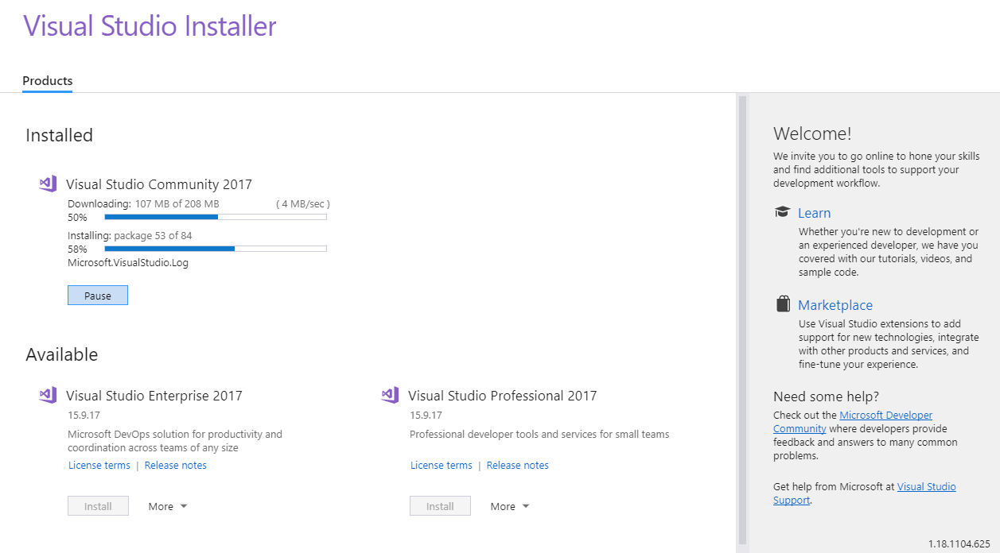 Visual Studio Installer
Products
Installed
Visual Studio Community 2017
Downloading: 107 MB of 208 MB ( 4 MB/sec )
50%
Installing: package 53 of 84
58%
Microsoft.VisualStudio.Log
Pause
Available
Visual Studio Enterprise 2017
15.9.17
Microsoft DevOps solution for productivity and
coordination across teams of any size
License terms | Release notes
Install More
Visual Studio Professional 2017
15.9.17
Professional developer tools and services for small teams
License terms | Release notes
Install More
Welcome!
We invite you to go online to hone your skills
and find additional tools to support your
development workflow.
Learn
Whether you're new to development or
an experienced developer, we have you
covered with our tutorials, videos, and
sample code.
Marketplace
Use Visual Studio extensions to add
support for new technologies, integrate
with other products and services, and
fine-tune your experience.
Need some help?
Check out the Microsoft Developer
Community where developers provide
feedback and answers to many common
problems.
Get help from Microsoft at Visual Studio
Support.
1.18.1104.625